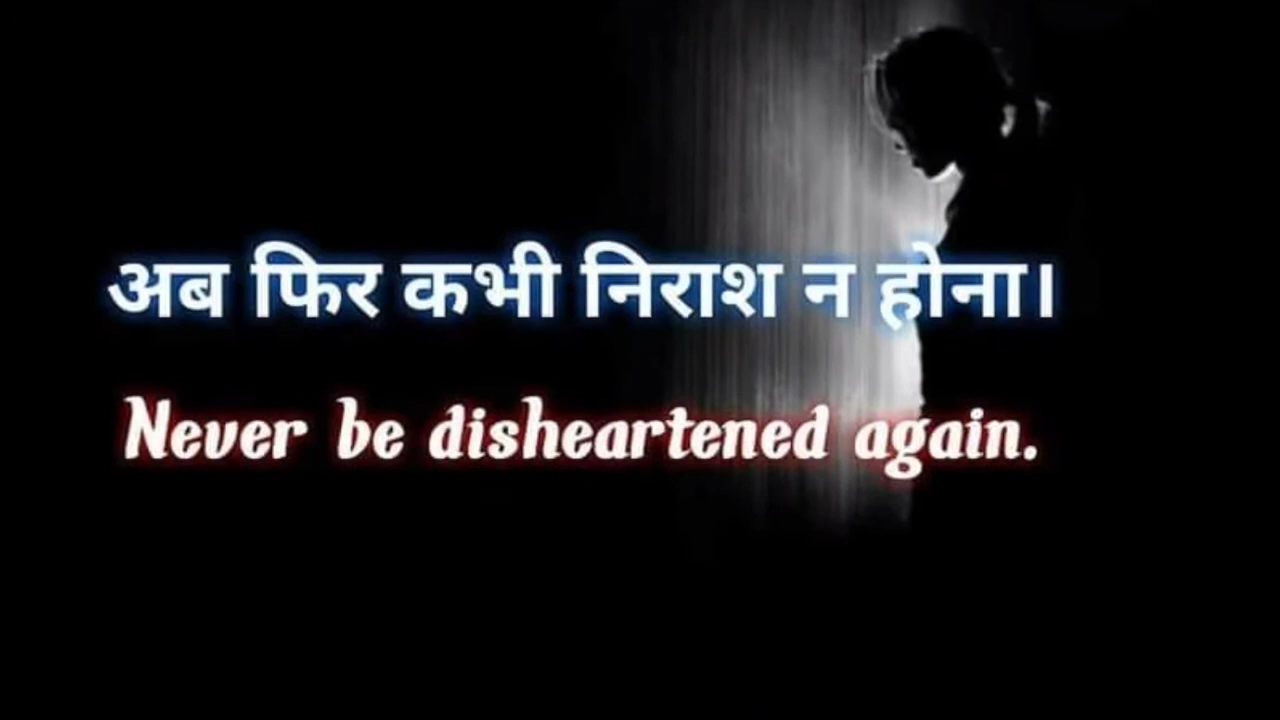 अब फिर कभी निराश न होना।
Never be disheartened again.